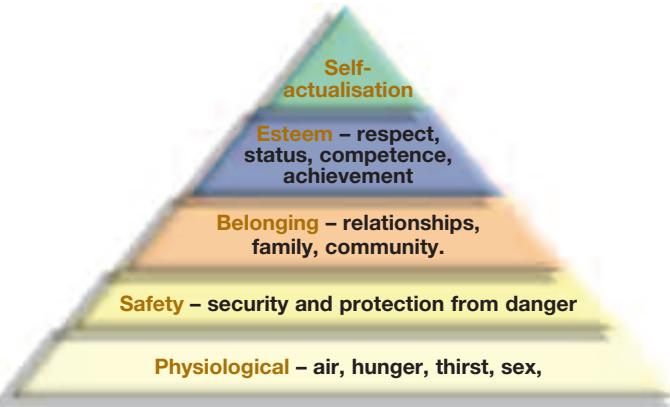 Self-
actualisation
Esteem – respect,
status, competence,
achievement
Belonging – relationships,
family, community.
Safety – security and protection from danger
Physiological – air, hunger, thirst, sex,